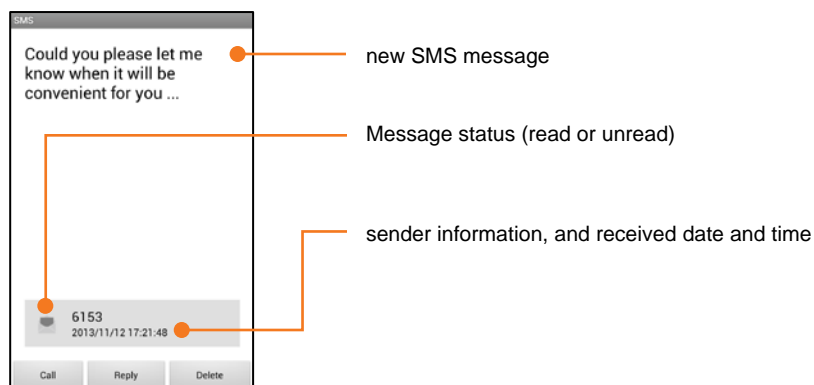 SMS
Could you please let me
know when it will be
convenient for you ...
new SMS message
Message status (read or unread)
sender information, and received date and time
6153
2013/11/12 17:21:48
Call Reply Delete